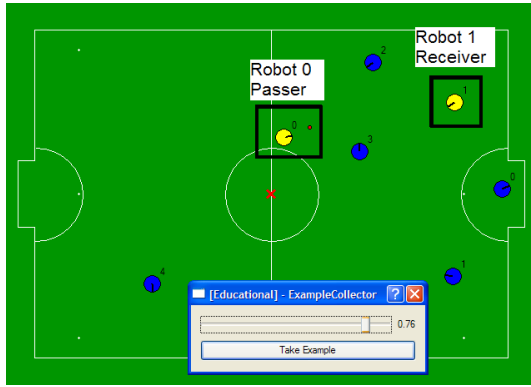 Robot 1
Receiver
2
Robot 0
Passer
1
0
3
0
1
4
[Educational] - ExampleCollector
0.76
Take Example